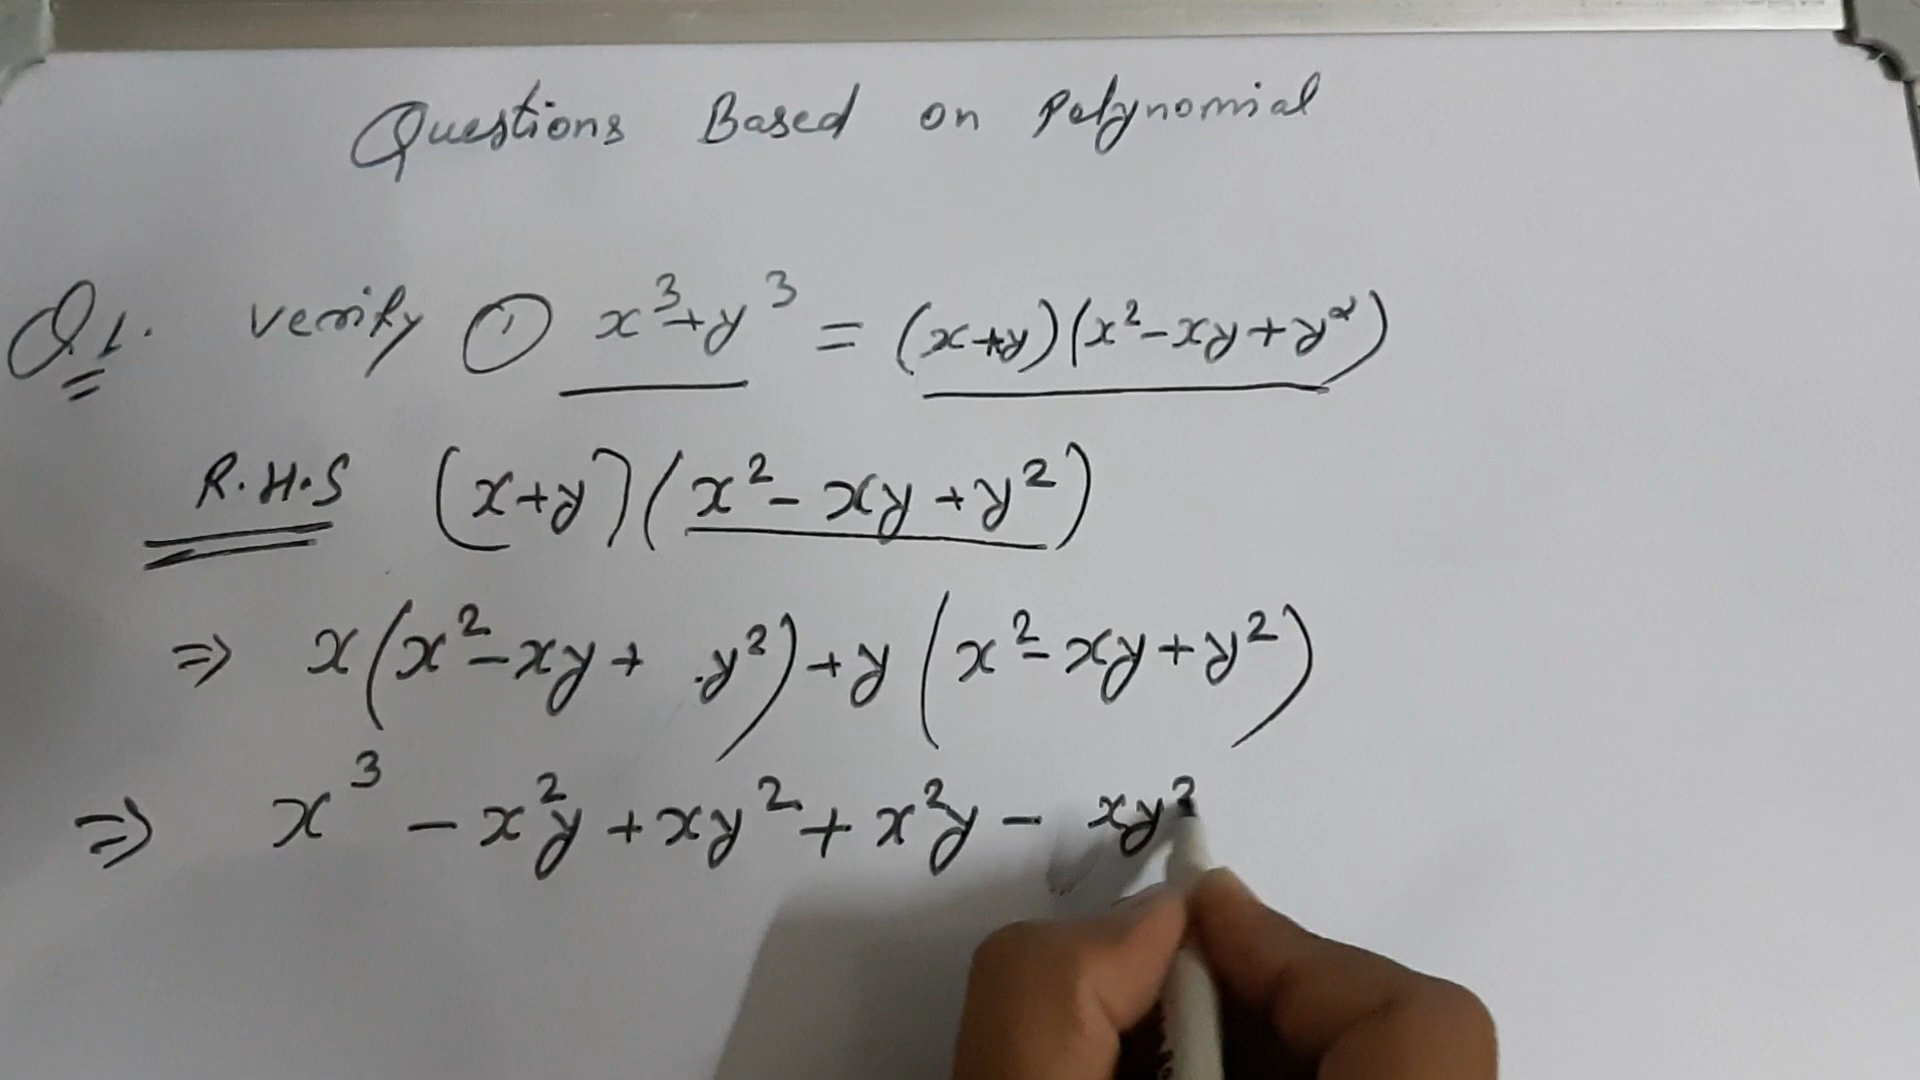 Questions Based on Polynomial
Q1. verify ① x³+y³ = (x+y)(x²-xy+y²)
R.H.S (x+y)(x²-xy+y²)
⇒ x(x²-xy+ y²)+y(x²-xy+y²)
⇒ x³ - x²y + xy² + x²y - xy²